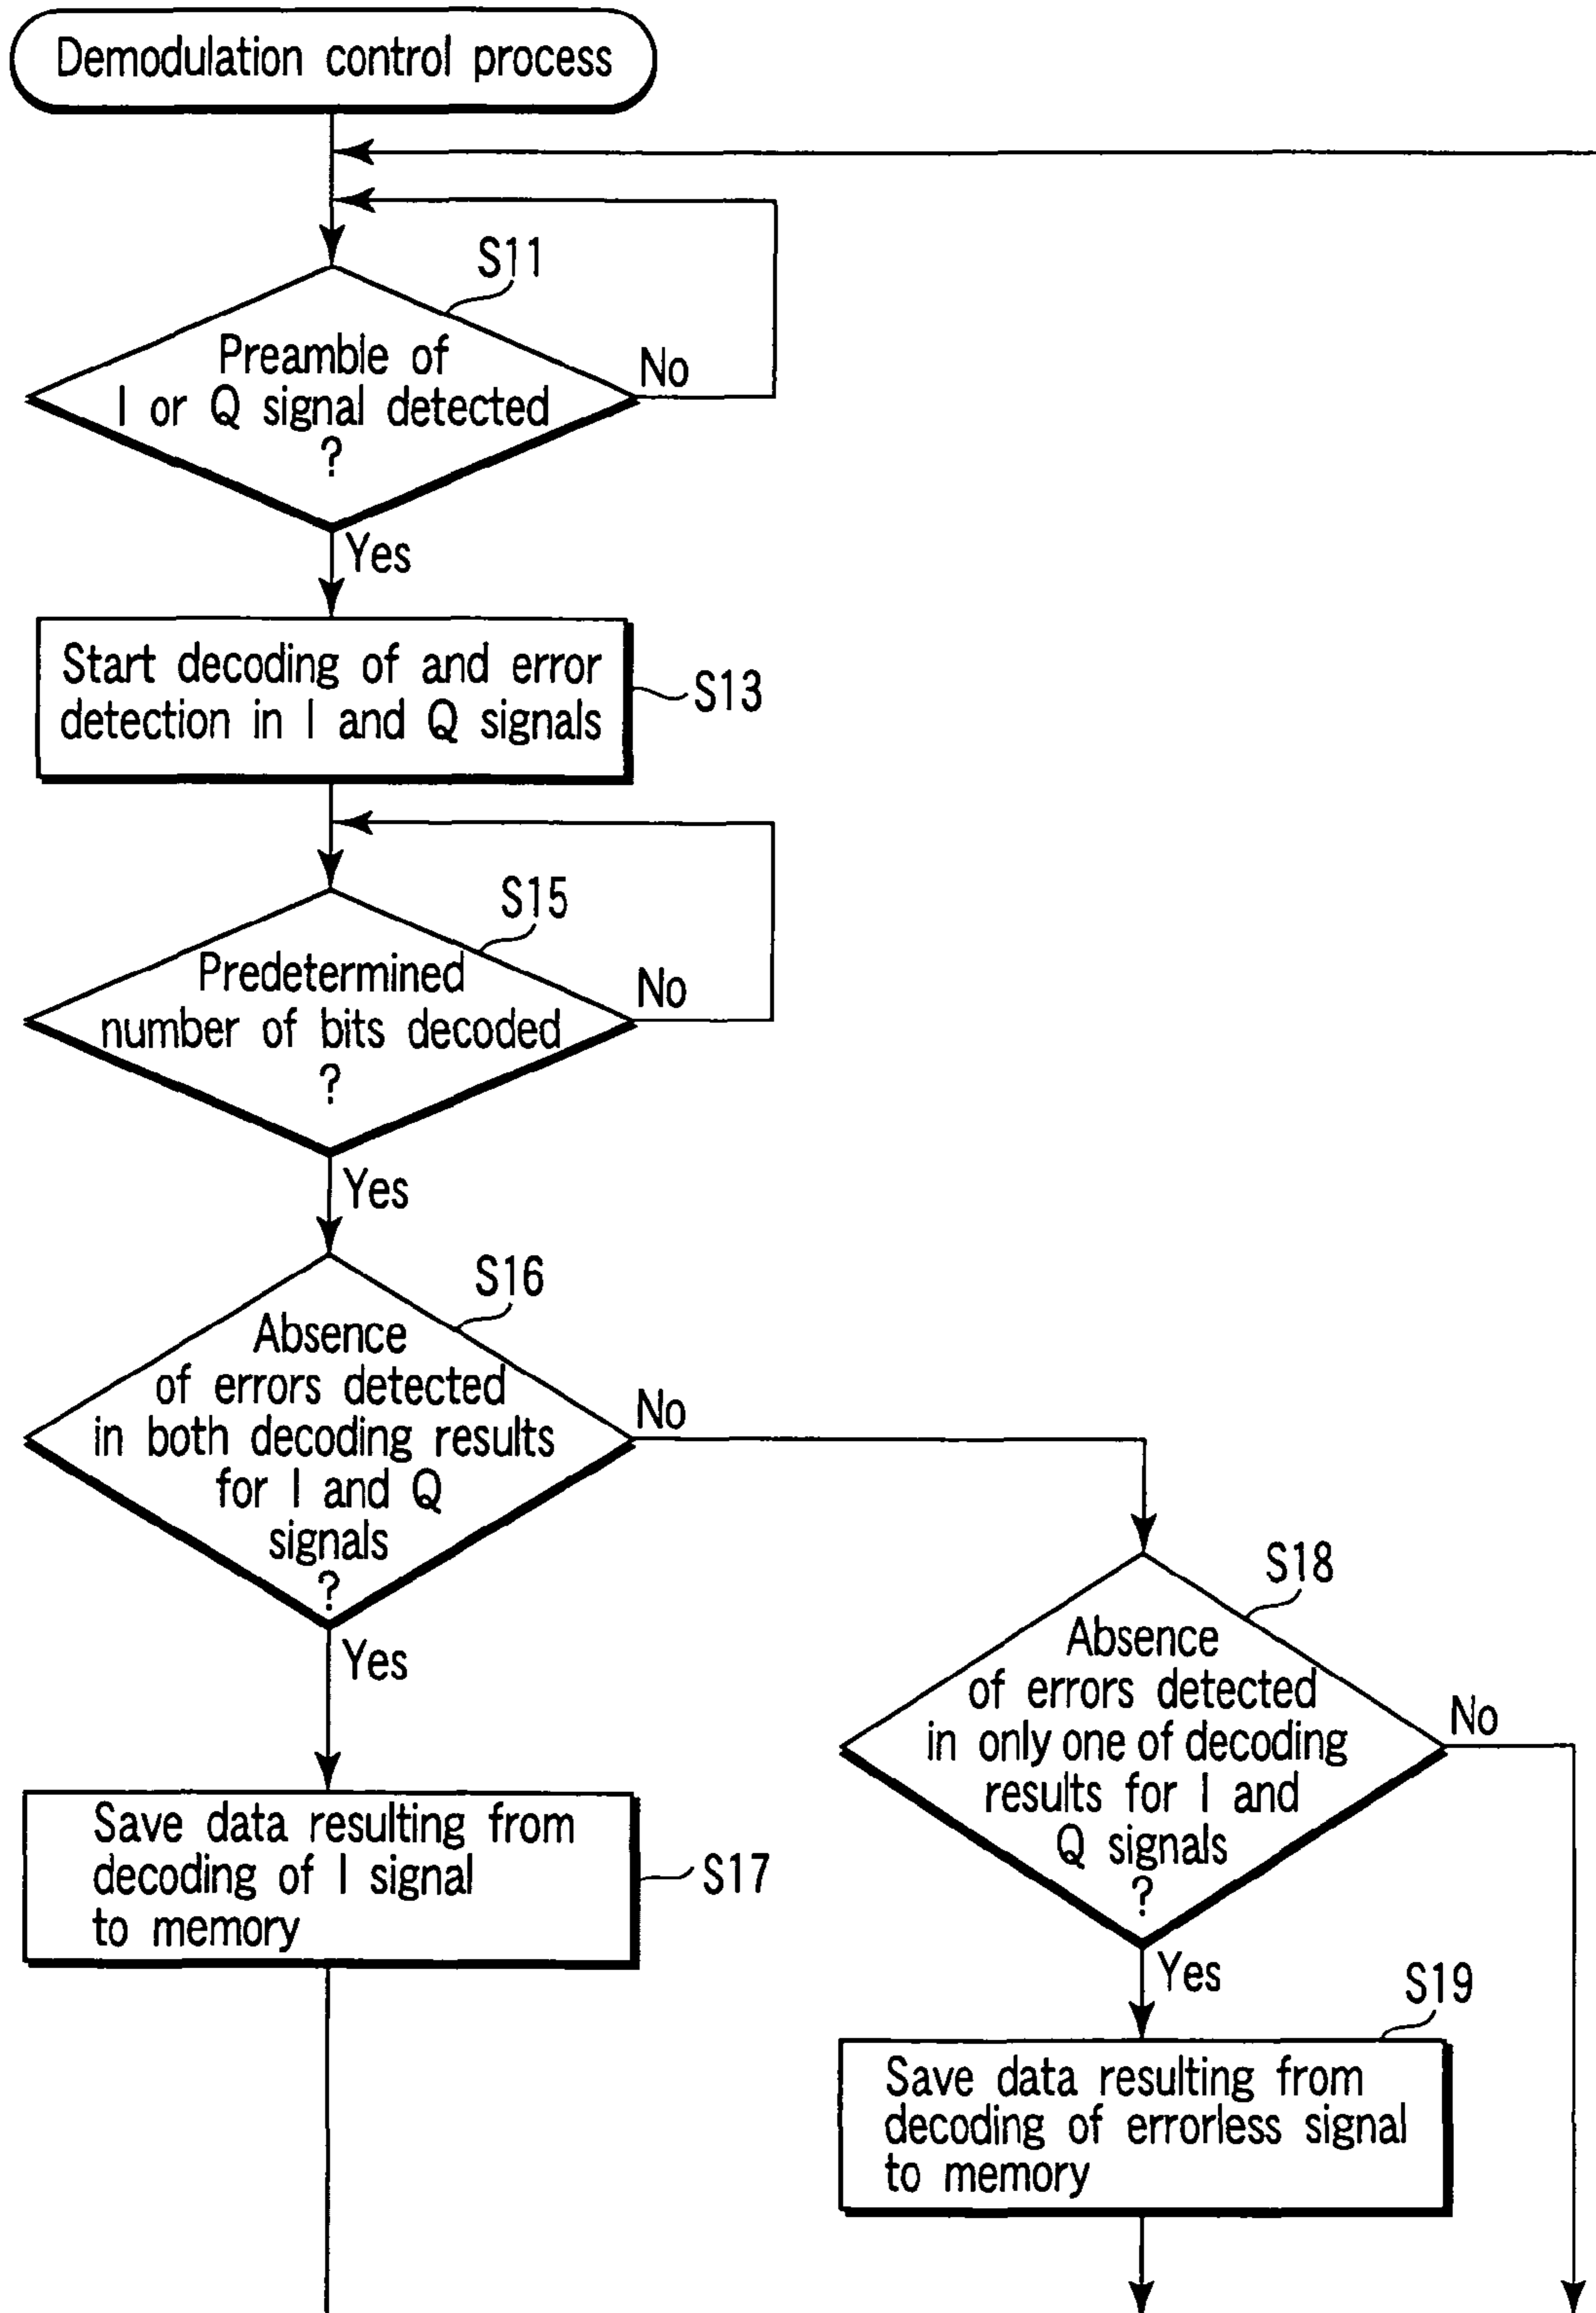 Demodulation control process
S11
Preamble of
I or Q signal detected
?
No
Yes
Start decoding of and error
detection in I and Q signals
S13
S15
Predetermined
number of bits decoded
?
No
Yes
S16
Absence
of errors detected
in both decoding results
for I and Q
signals
?
No
Yes
S18
Absence
of errors detected
in only one of decoding
results for I and
Q signals
?
No
Yes
Save data resulting from
decoding of I signal
to memory
S17
S19
Save data resulting from
decoding of errorless signal
to memory